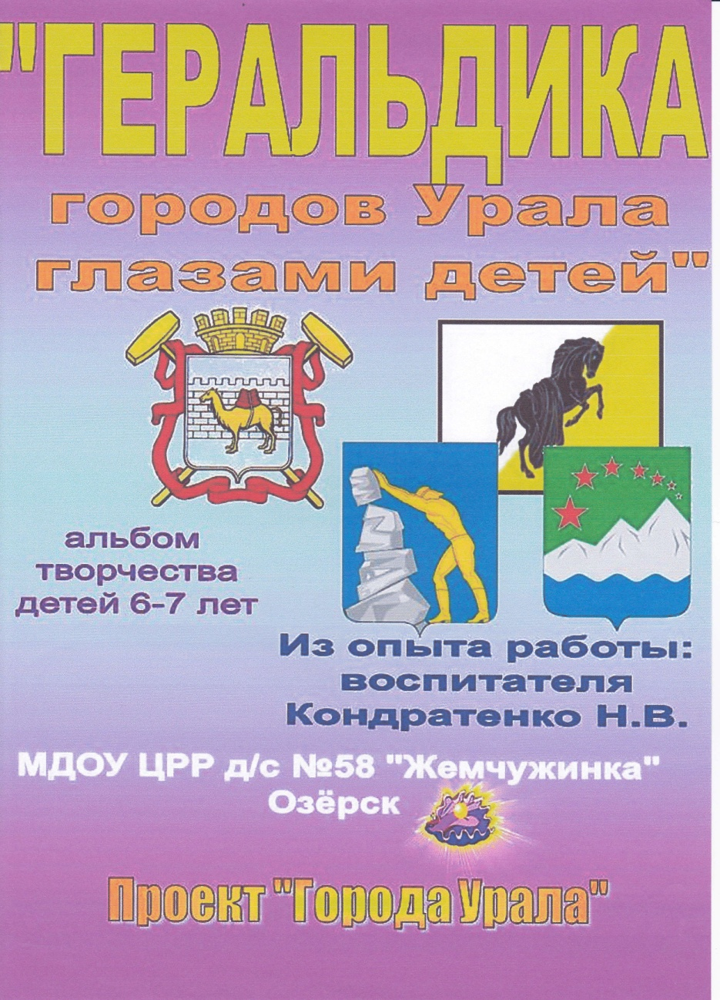 "ГЕРАЛЬДИКА
городов Урала
глазами детей"
альбом
творчества
детей 6-7 лет
Из опыта работы:
воспитателя
Кондратенко Н.В.
МДОУ ЦРР д/с №58 "Жемчужинка"
Озёрск
Проект "Города Урала"